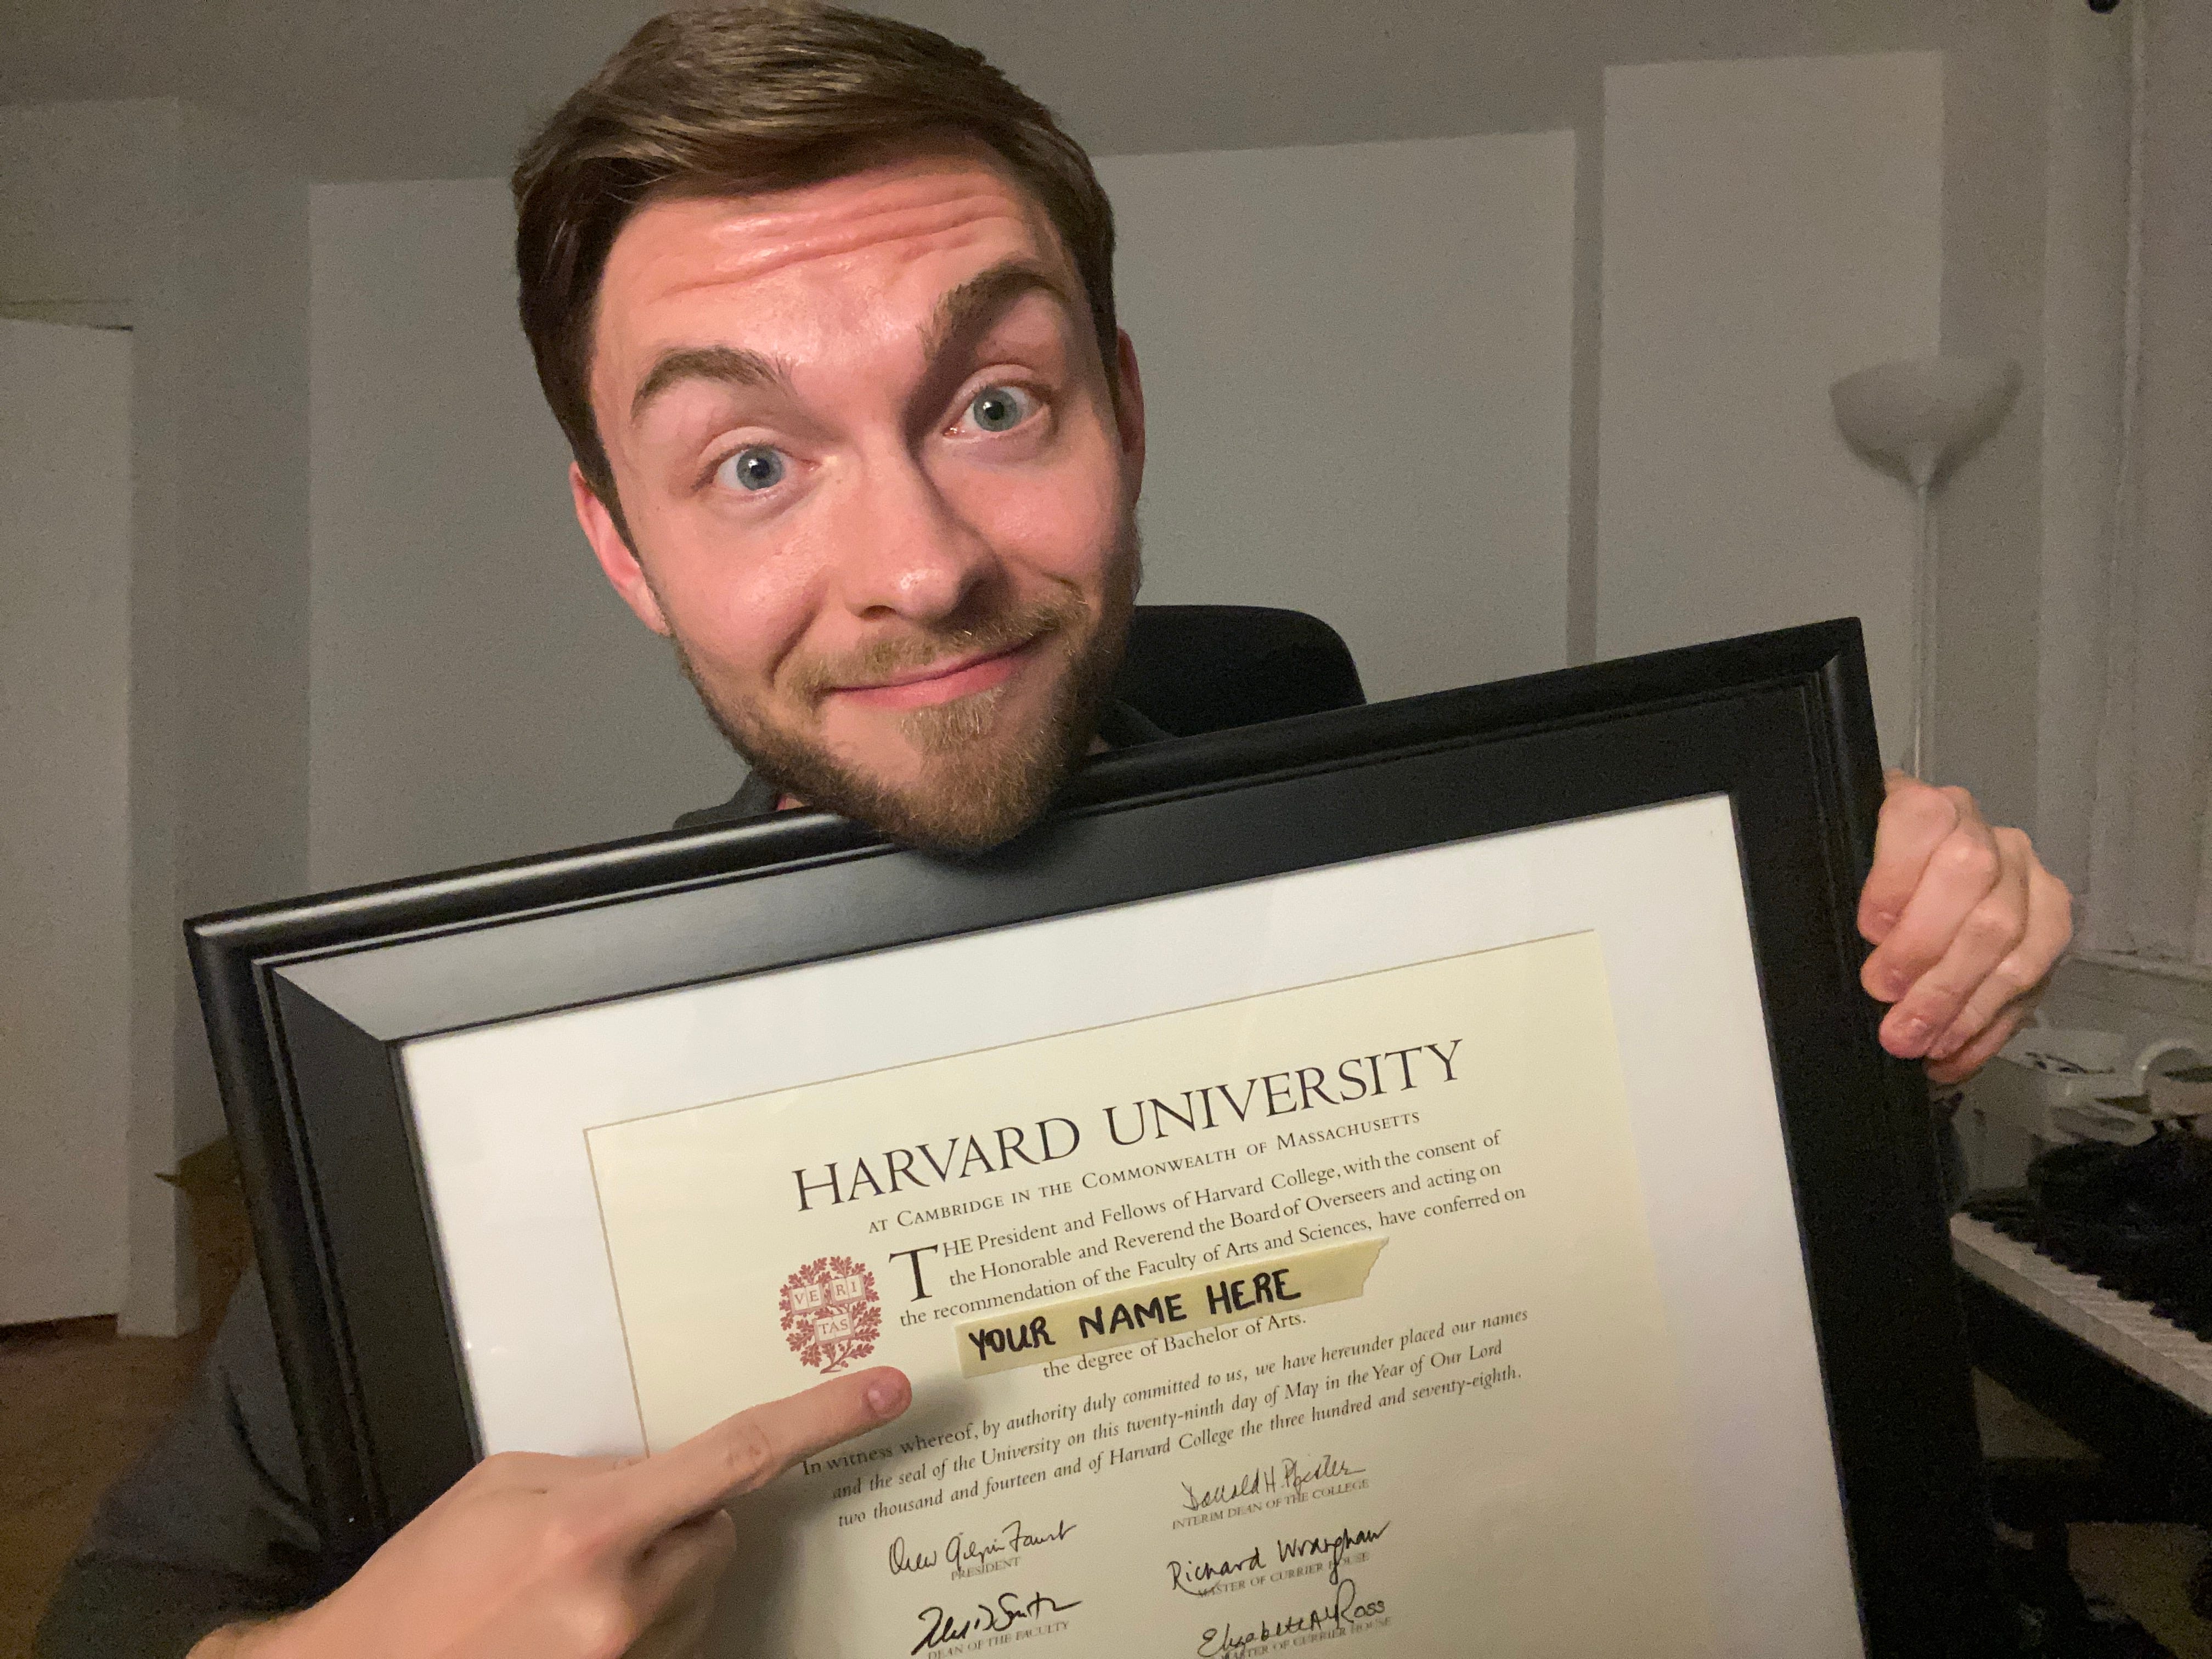 HARVARD UNIVERSITY
AT CAMBRIDGE IN THE COMMONWEALTH OF MASSACHUSETTS
THE President and Fellows of Harvard College, with the consent of
the Honorable and Reverend the Board of Overseers and acting on
the recommendation of the Faculty of Arts and Sciences, have conferred on
VE RI
TAS
YOUR NAME HERE
the degree of Bachelor of Arts.
In witness whereof, by authority duly committed to us, we have hereunder placed our names
and the seal of the University on this twenty-ninth day of May in the Year of Our Lord
two thousand and fourteen and of Harvard College the three hundred and seventy-eighth.
Drew Gilpin Faust
PRESIDENT
Donald H. Pfister
INTERIM DEAN OF THE COLLEGE
DEAN OF THE FACULTY
Richard Wrangham
MASTER OF CURRIER HOUSE
Elizabeth A Ross
MASTER OF CURRIER HOUSE